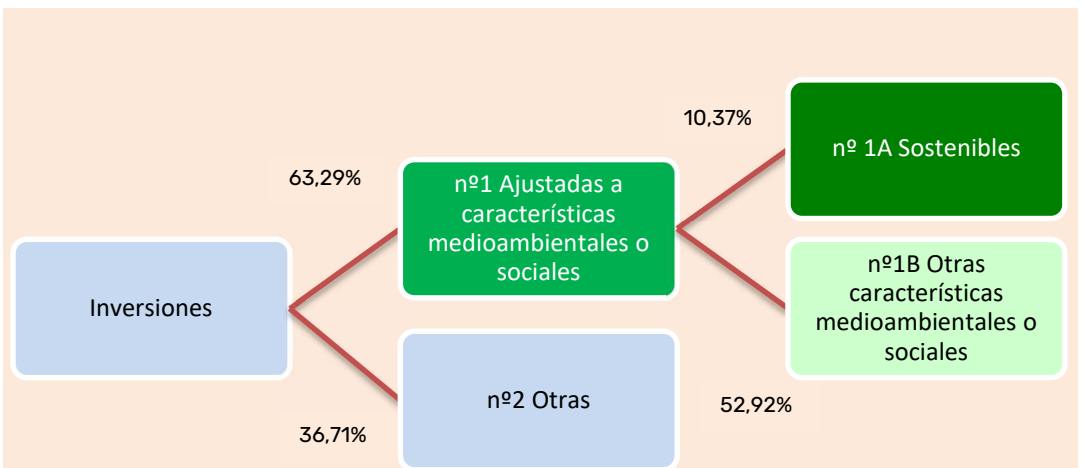 10,37%
nº 1A Sostenibles
63,29%
nº1 Ajustadas a
características
medioambientales o
sociales
nº1B Otras
características
medioambientales o
sociales
Inversiones
nº2 Otras
52,92%
36,71%